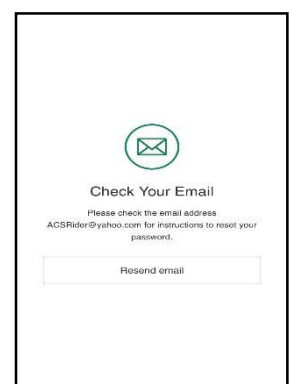 Check Your Email
Please check the email address
ACSRider@yahoo.com for instructions to reset your
password.
Resend email